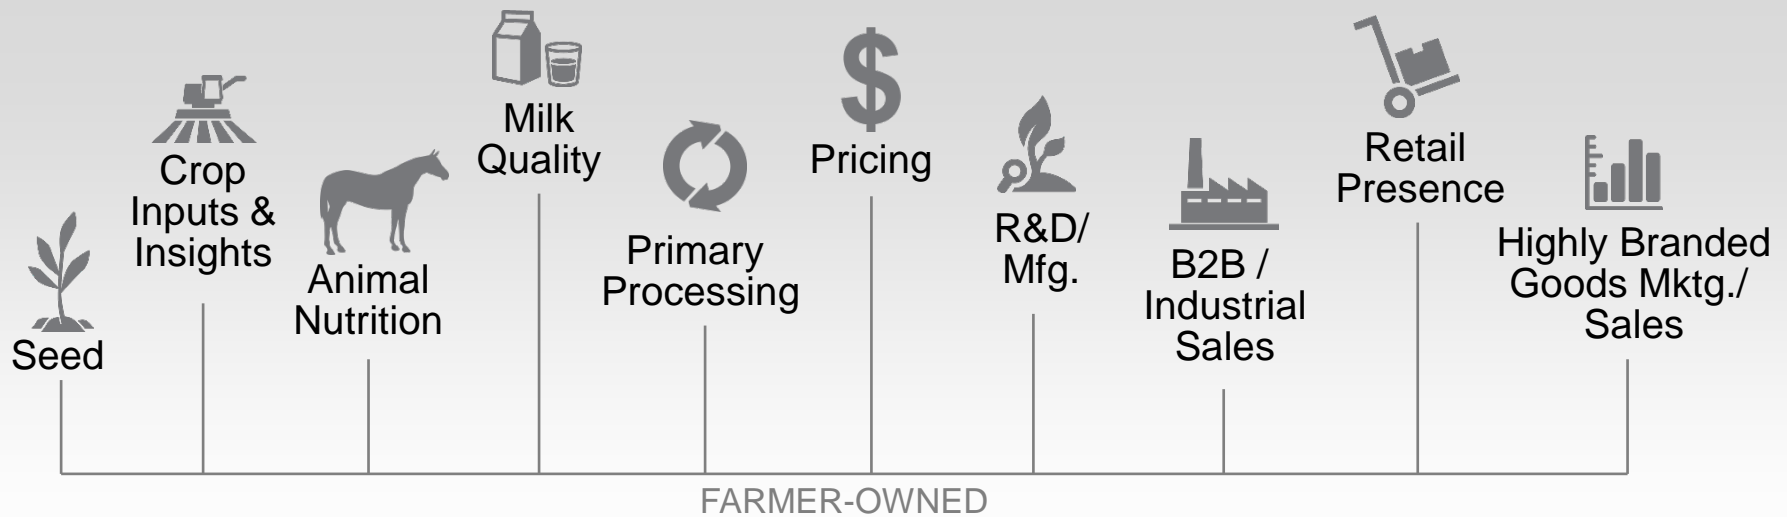 Seed
Crop
Inputs &
Insights
Animal
Nutrition
Milk
Quality
Primary
Processing
$
Pricing
R&D/
Mfg.
B2B /
Industrial
Sales
Retail
Presence
Highly Branded
Goods Mktg./
Sales
FARMER-OWNED